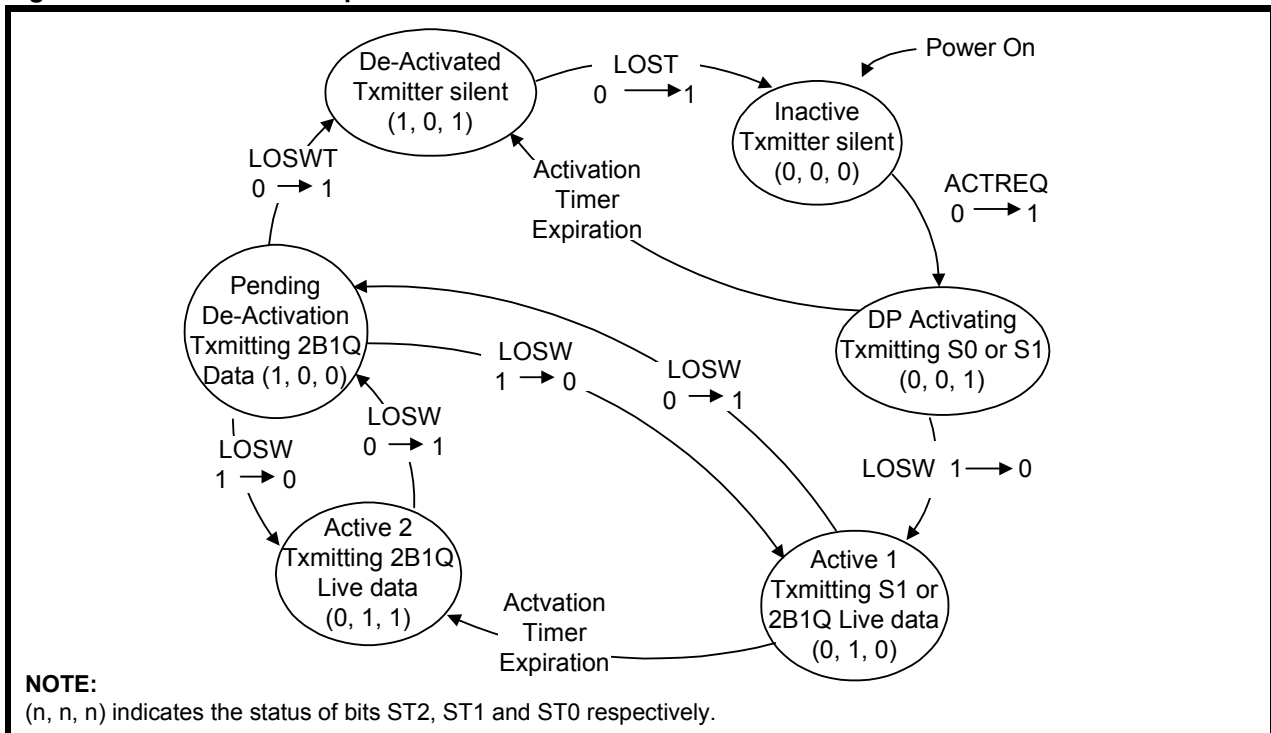 De-Activated
Txmitter silent
(1, 0, 1)
LOST
0 → 1
Power On
Inactive
Txmitter silent
(0, 0, 0)
ACTREQ
0 → 1
LOSWT
0 → 1
Activation
Timer
Expiration
Pending
De-Activation
Txmitting 2B1Q
Data (1, 0, 0)
DP Activating
Txmitting S0 or S1
(0, 0, 1)
LOSW
1 → 0
LOSW
0 → 1
LOSW
0 → 1
LOSW
1 → 0
LOSW 1 → 0
Active 2
Txmitting 2B1Q
Live data
(0, 1, 1)
Active 1
Txmitting S1 or
2B1Q Live data
(0, 1, 0)
Actvation
Timer
Expiration
NOTE:
(n, n, n) indicates the status of bits ST2, ST1 and ST0 respectively.